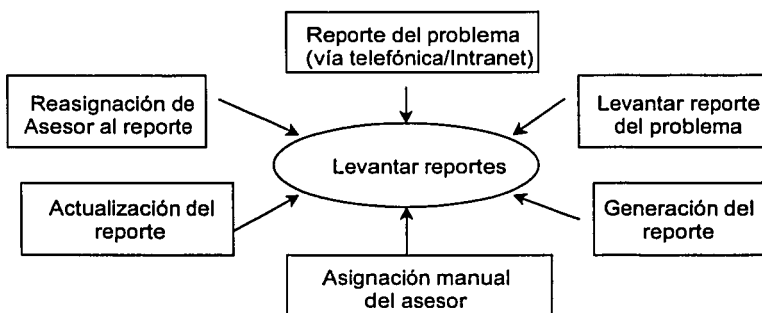 Reporte del problema
(vía telefónica/Intranet)
Reasignación de
Asesor al reporte
Levantar reporte
del problema
Levantar reportes
Actualización del
reporte
Generación del
reporte
Asignación manual
del asesor